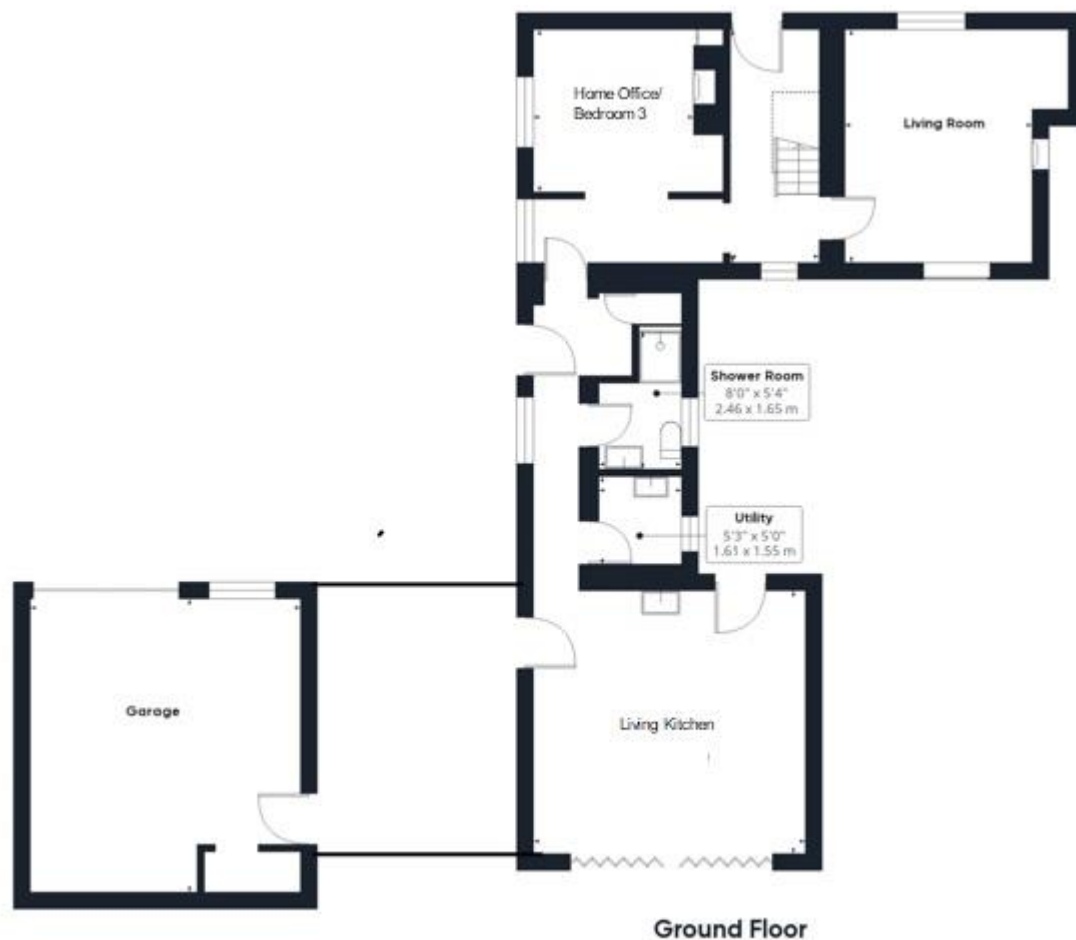 Home Office/
Bedroom 3
Living Room
Shower Room
8'0" x 5'4"
2.46 x 1.65 m
Utility
5'3" x 5'0"
1.61 x 1.55 m
Garage
Living Kitchen
Ground Floor